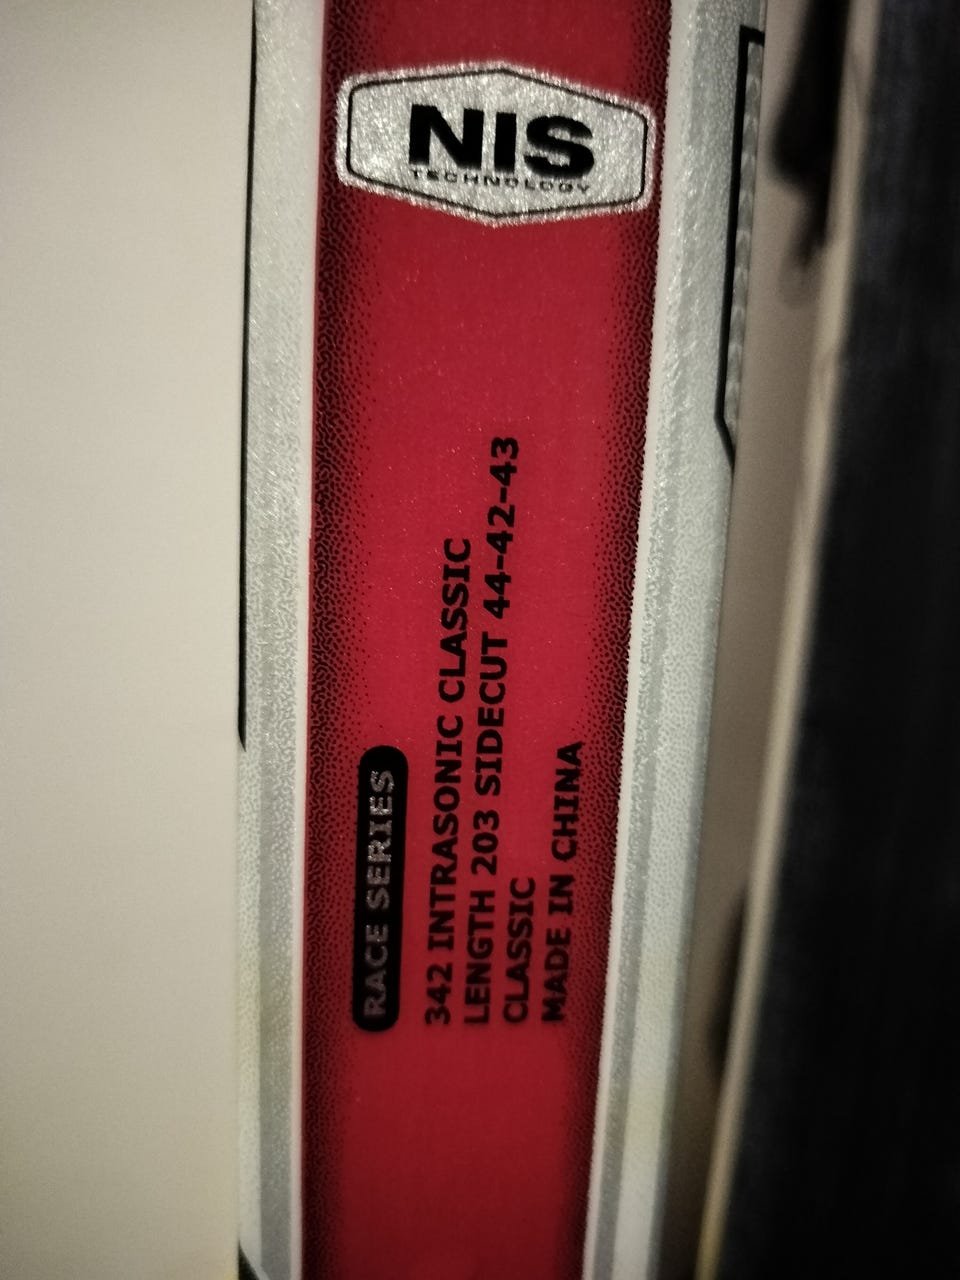 NIS
TECHNOLOGY
RACE SERIES
342 INTRASONIC CLASSIC
LENGTH 203 SIDECUT 44-42-43
CLASSIC
MADE IN CHINA